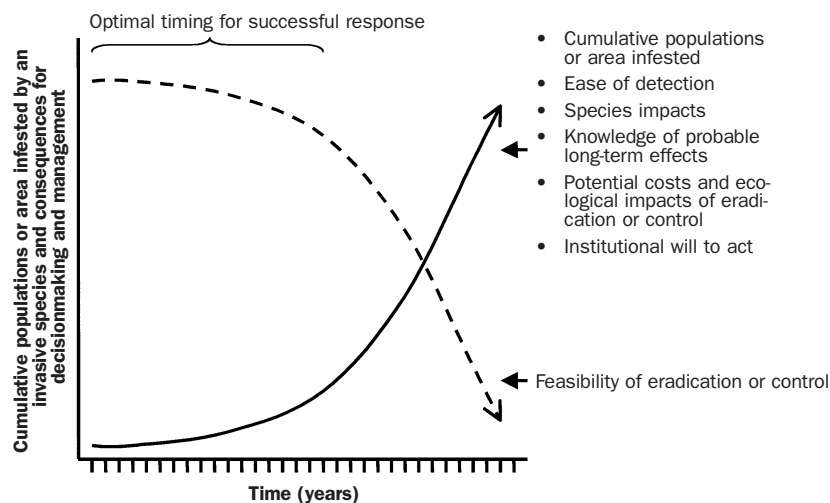 Optimal timing for successful response
Cumulative populations or area infested by an
invasive species and consequences for
decisionmaking and management
• Cumulative populations
or area infested
• Ease of detection
• Species impacts
• Knowledge of probable
long-term effects
• Potential costs and eco-
logical impacts of eradi-
cation or control
• Institutional will to act
Feasibility of eradication or control
Time (years)